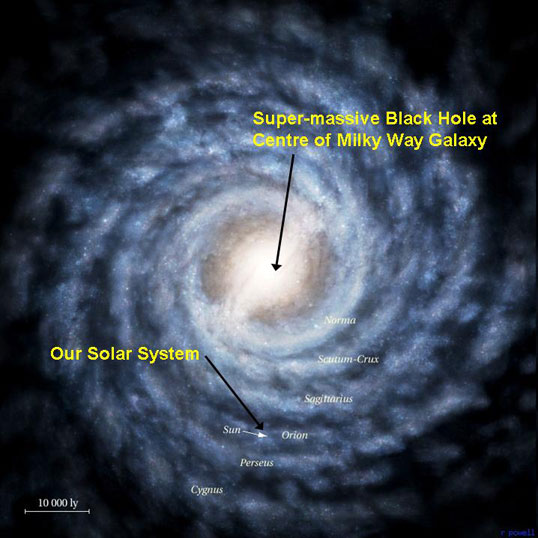 Super-massive Black Hole at
Centre of Milky Way Galaxy
Norma
Our Solar System
Scutum-Crux
Sagittarius
Sun
Orion
Perseus
Cygnus
10 000 ly
r powell